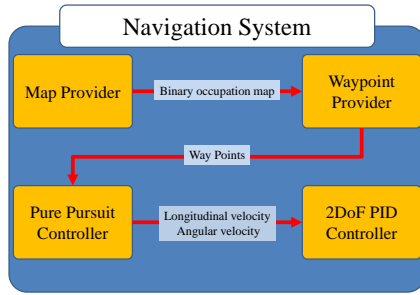 Navigation System
Map Provider
Binary occupation map
Waypoint
Provider
Way Points
Pure Pursuit
Controller
Longitudinal velocity
Angular velocity
2DoF PID
Controller